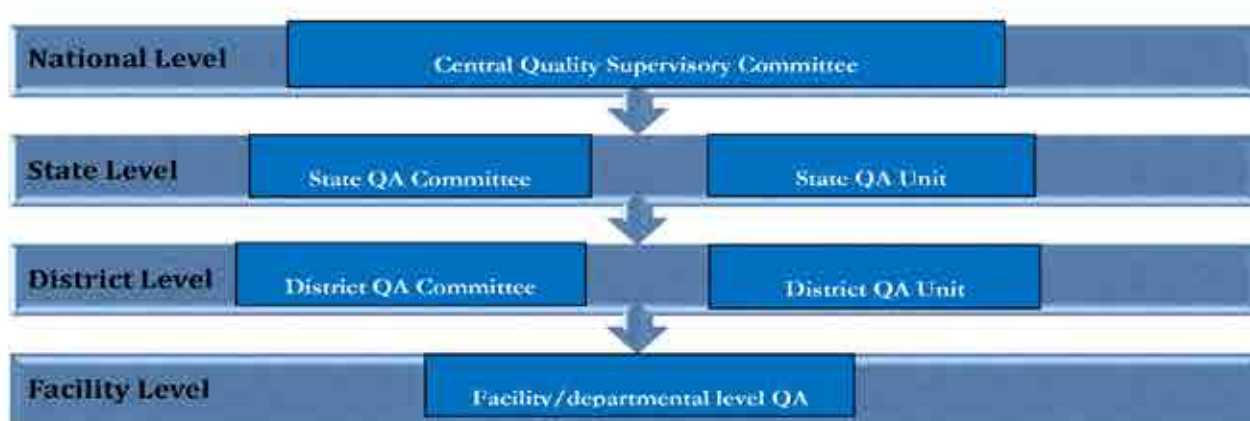 National Level
Central Quality Supervisory Committee
State Level
State QA Committee
State QA Unit
District Level
District QA Committee
District QA Unit
Facility Level
Facility/departmental level QA